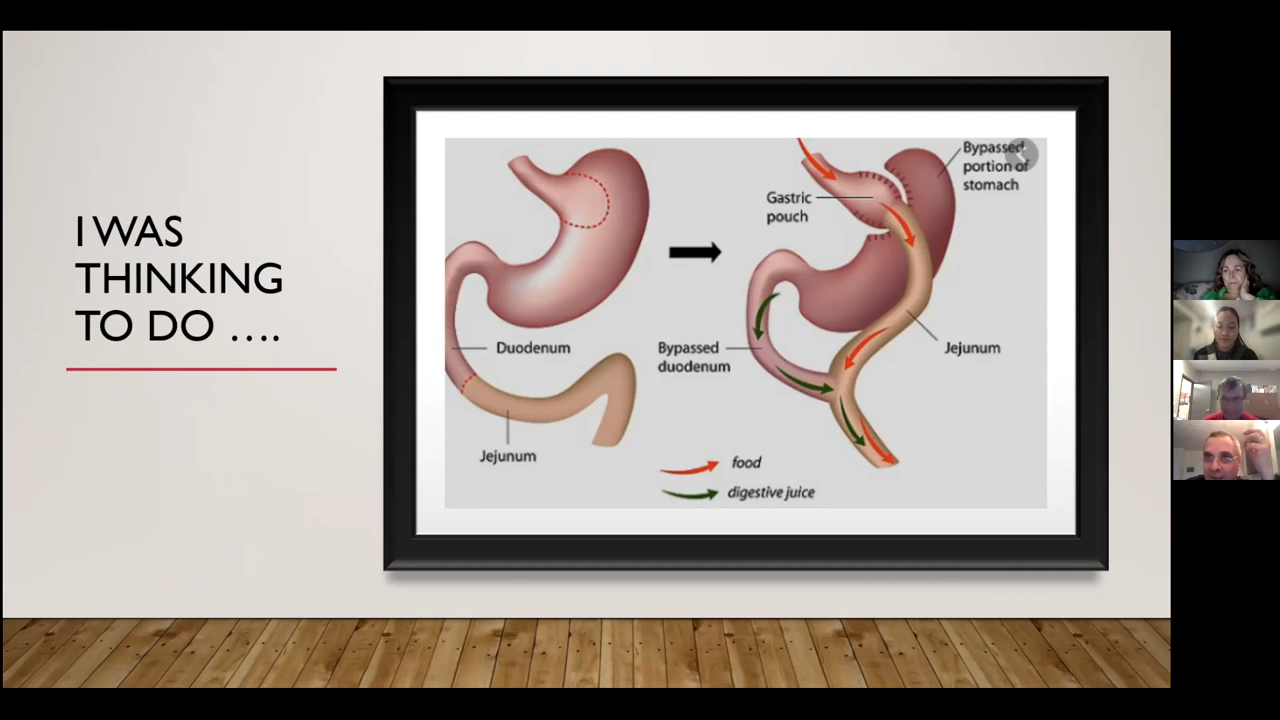 I WAS
THINKING
TO DO ....
Duodenum
Jejunum
Gastric
pouch
Bypassed
portion of
stomach
Bypassed
duodenum
Jejunum
food
digestive juice